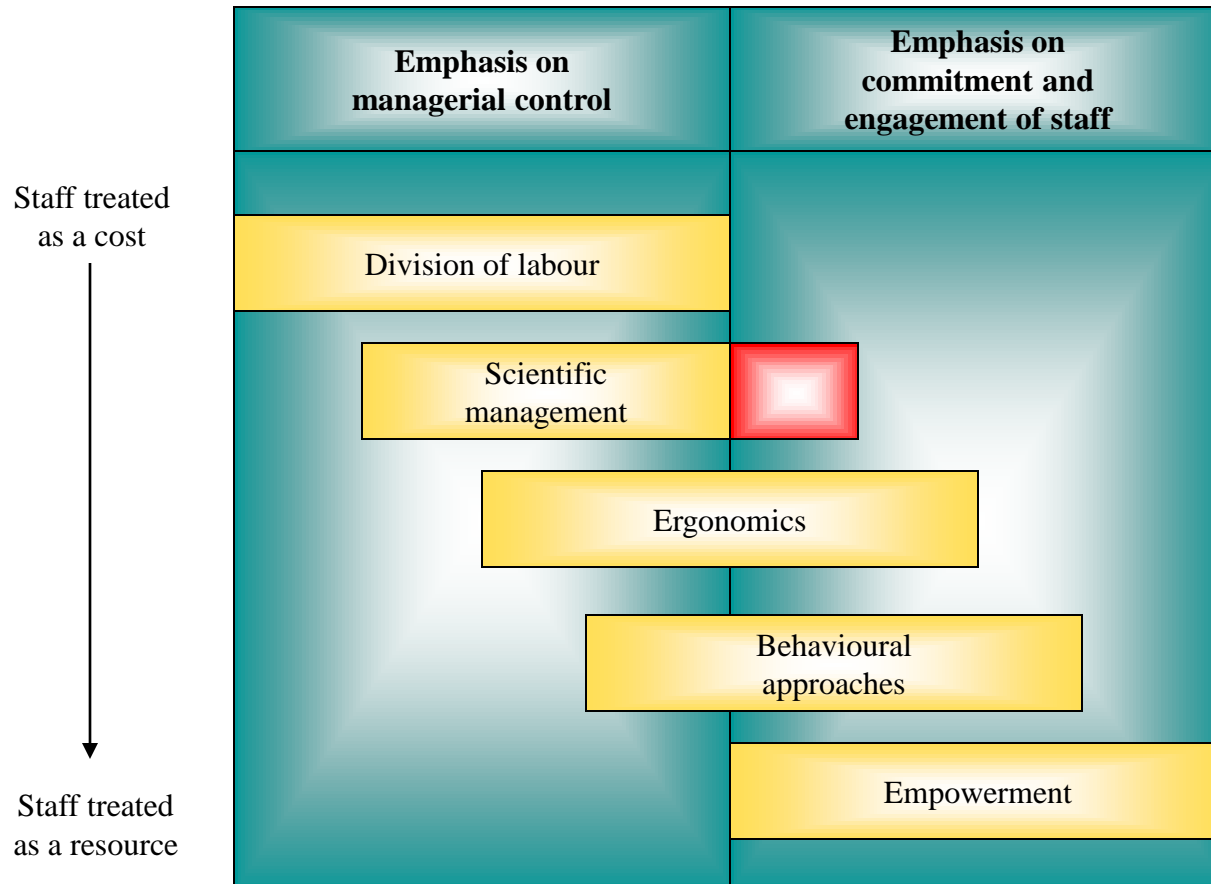 Emphasis on
managerial control
Emphasis on
commitment and
engagement of staff
Staff treated
as a cost
Division of labour
Scientific
management
Ergonomics
Behavioural
approaches
Empowerment
Staff treated
as a resource